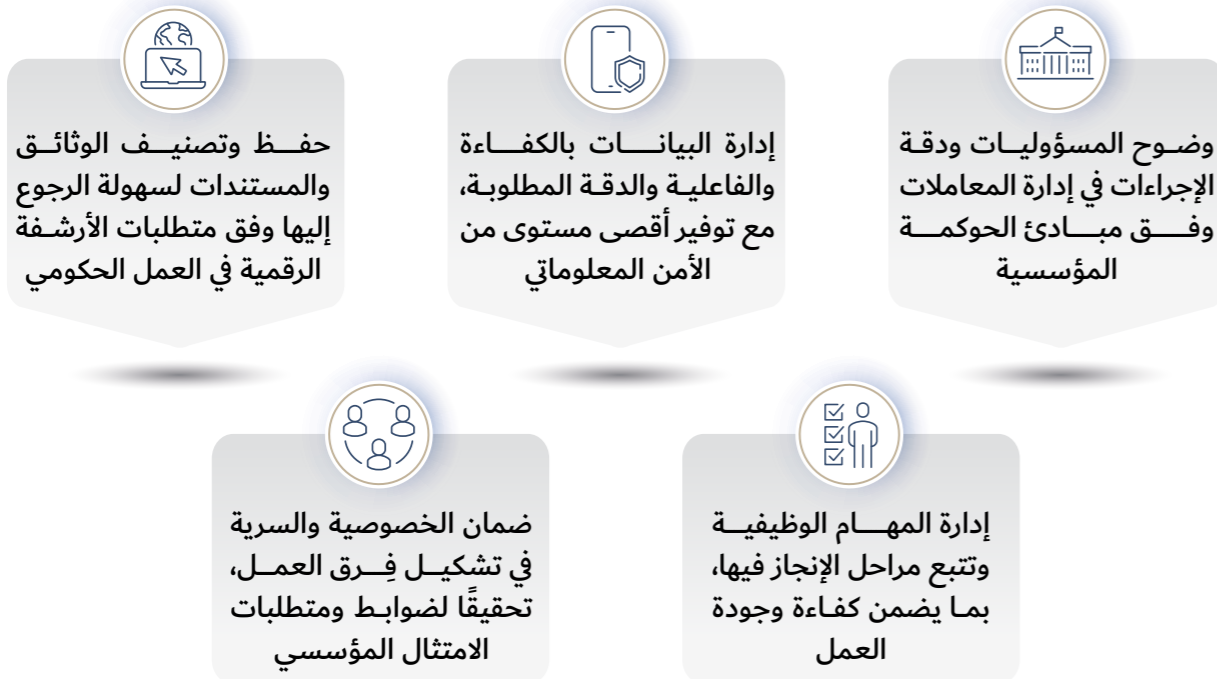 وضوح المسؤوليات ودقة
الإجراءات في إدارة المعاملات
وفق مبادئ الحوكمة
المؤسسية
إدارة البيانات بالكفاءة
والفاعلية والدقة المطلوبة،
مع توفير أقصى مستوى من
الأمن المعلوماتي
حفظ وتصنيف الوثائق
والمستندات لسهولة الرجوع
إليها وفق متطلبات الأرشفة
الرقمية في العمل الحكومي
إدارة المهام الوظيفية
وتتبع مراحل الإنجاز فيها،
بما يضمن كفاءة وجودة
العمل
ضمان الخصوصية والسرية
في تشكيل فِرق العمل،
تحقيقًا لضوابط ومتطلبات
الامتثال المؤسسي